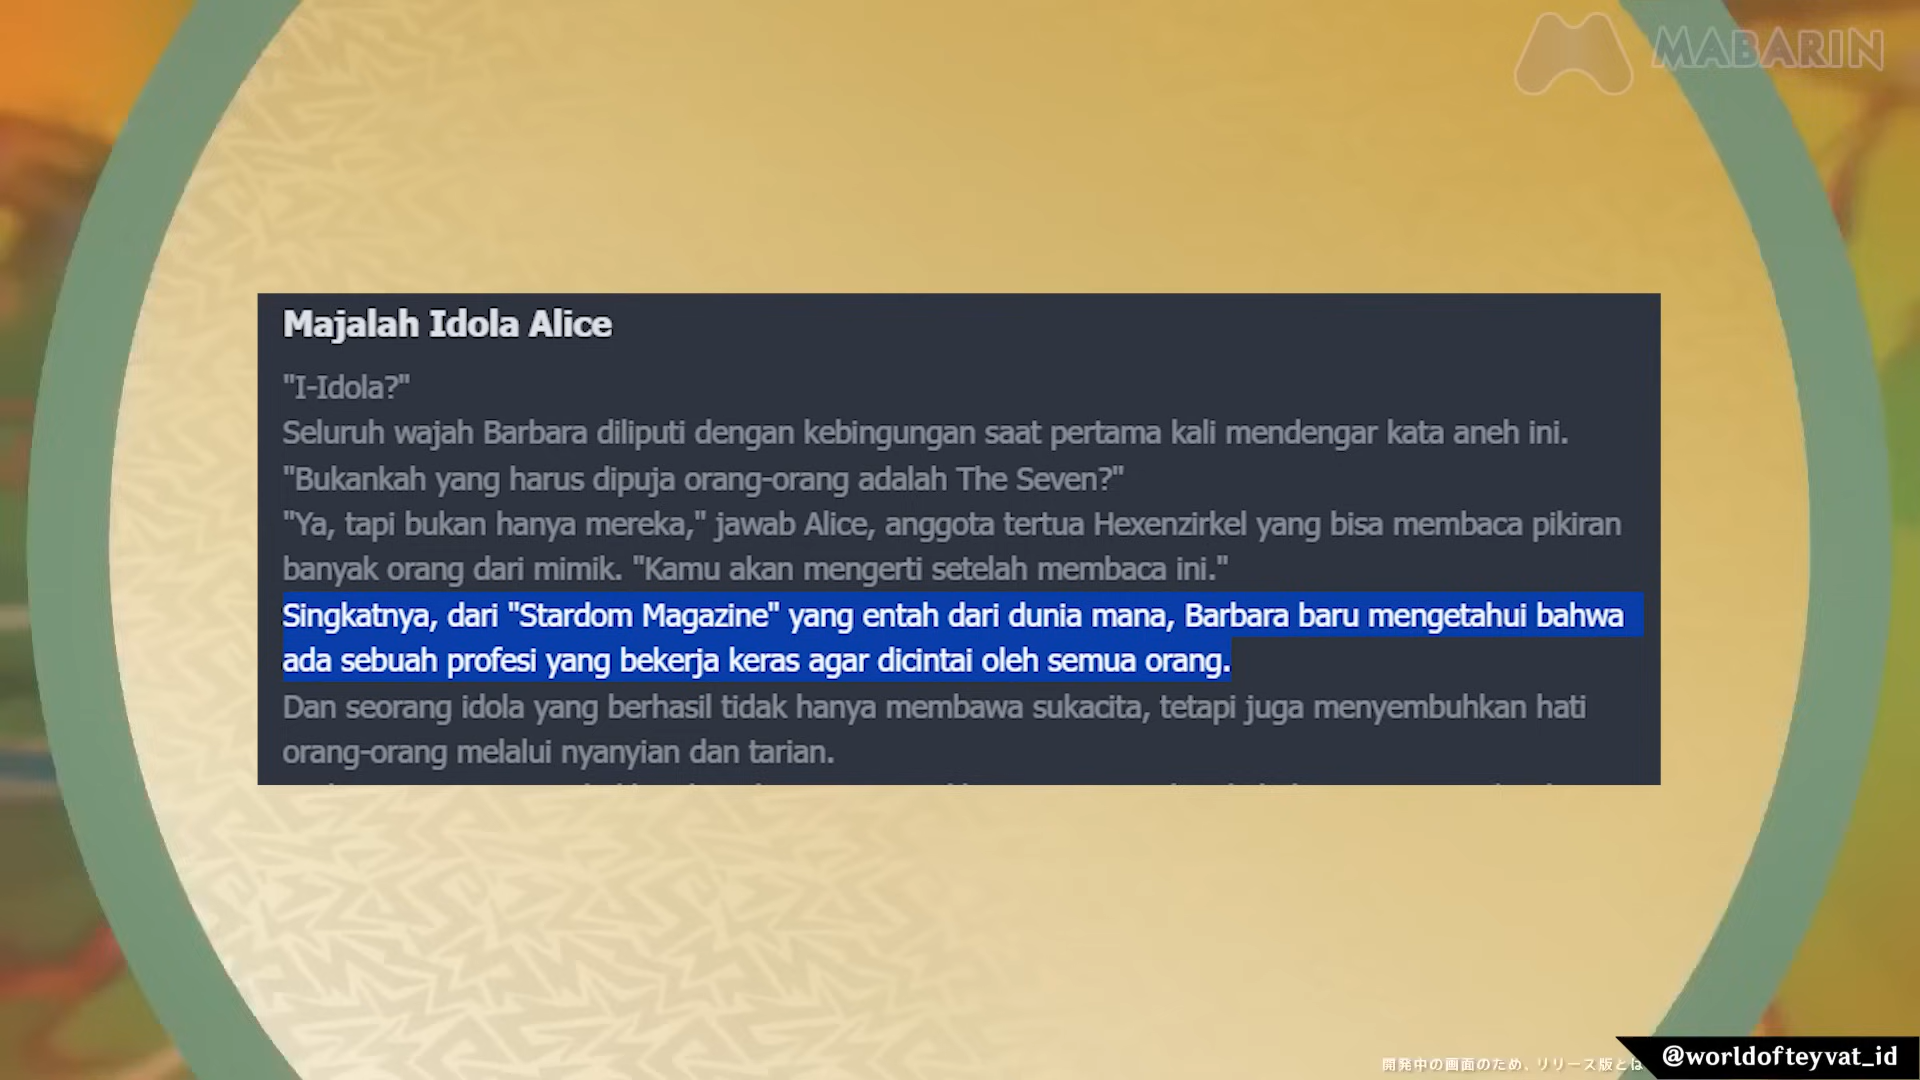 MABARIN
Majalah Idola Alice
"I-Idola?"
Seluruh wajah Barbara diliputi dengan kebingungan saat pertama kali mendengar kata aneh ini.
"Bukankah yang harus dipuja orang-orang adalah The Seven?"
"Ya, tapi bukan hanya mereka," jawab Alice, anggota tertua Hexenzirkel yang bisa membaca pikiran
banyak orang dari mimik. "Kamu akan mengerti setelah membaca ini."
Singkatnya, dari "Stardom Magazine" yang entah dari dunia mana, Barbara baru mengetahui bahwa
ada sebuah profesi yang bekerja keras agar dicintai oleh semua orang.
Dan seorang idola yang berhasil tidak hanya membawa sukacita, tetapi juga menyembuhkan hati
orang-orang melalui nyanyian dan tarian.
開発中の画面のため、リリース版とは
@worldofteyvat_id